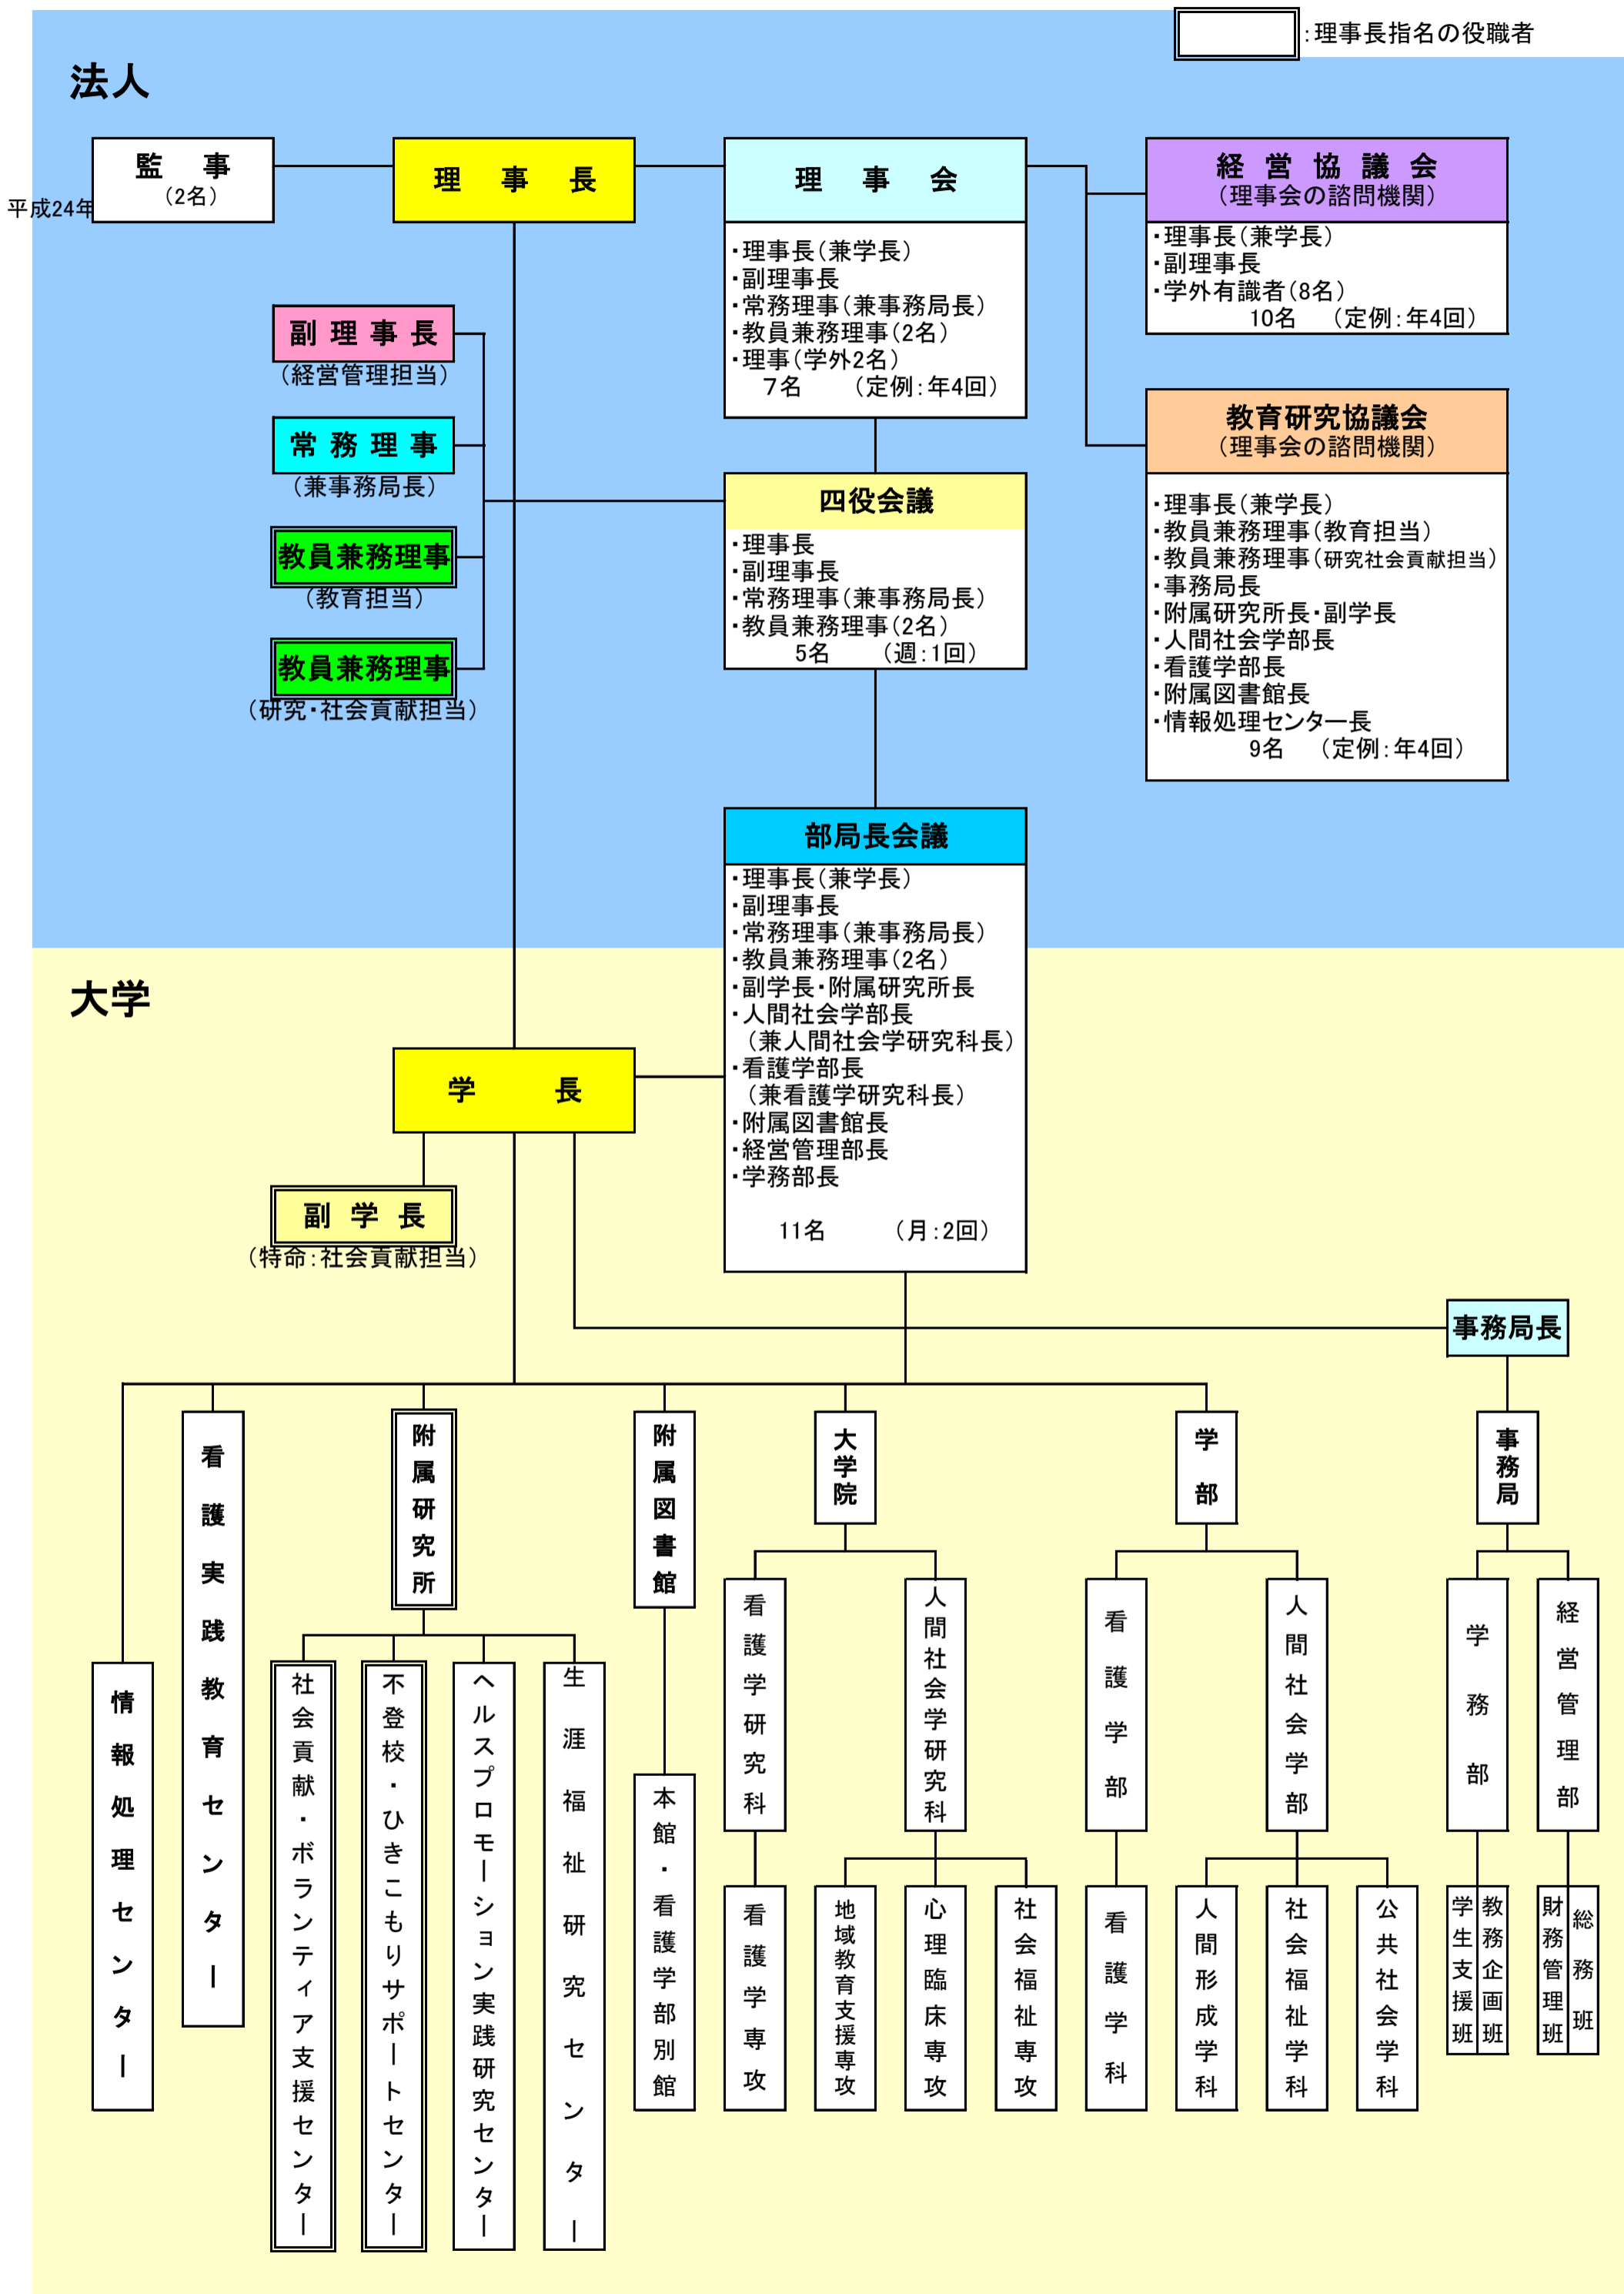 :理事長指名の役職者
法人
監　事
(2名)
平成24年
理　事　長
理　事　会
・理事長(兼学長)
・副理事長
・常務理事(兼事務局長)
・教員兼務理事(2名)
・理事(学外2名)
7名　(定例:年4回)
経 営 協 議 会
(理事会の諮問機関)
・理事長(兼学長)
・副理事長
・学外有識者(8名)
10名　(定例:年4回)
副 理 事 長
(経営管理担当)
常 務 理 事
(兼事務局長)
教員兼務理事
(教育担当)
教員兼務理事
(研究・社会貢献担当)
四役会議
・理事長
・副理事長
・常務理事(兼事務局長)
・教員兼務理事(2名)
5名　(週:1回)
教育研究協議会
(理事会の諮問機関)
・理事長(兼学長)
・教員兼務理事(教育担当)
・教員兼務理事(研究社会貢献担当)
・事務局長
・附属研究所長・副学長
・人間社会学部長
・看護学部長
・附属図書館長
・情報処理センター長
9名　(定例:年4回)
部局長会議
・理事長(兼学長)
・副理事長
・常務理事(兼事務局長)
・教員兼務理事(2名)
・副学長・附属研究所長
・人間社会学部長
(兼人間社会学研究科長)
・看護学部長
(兼看護学研究科長)
・附属図書館長
・経営管理部長
・学務部長
11名　(月:2回)
大学
学　長
副 学 長
(特命:社会貢献担当)
事務局長
情報処理センター
看護実践教育センター
附属研究所
社会貢献・ボランティア支援センター
不登校・ひきこもりサポートセンター
ヘルスプロモーション実践研究センター
生涯福祉研究センター
附属図書館
本館・看護学部別館
大学院
看護学研究科
看護学専攻
人間社会学研究科
地域教育支援専攻
心理臨床専攻
社会福祉専攻
学部
看護学部
看護学科
人間社会学部
人間形成学科
社会福祉学科
公共社会学科
事務局
学務部
学生支援班
教務企画班
経営管理部
財務管理班
総務班